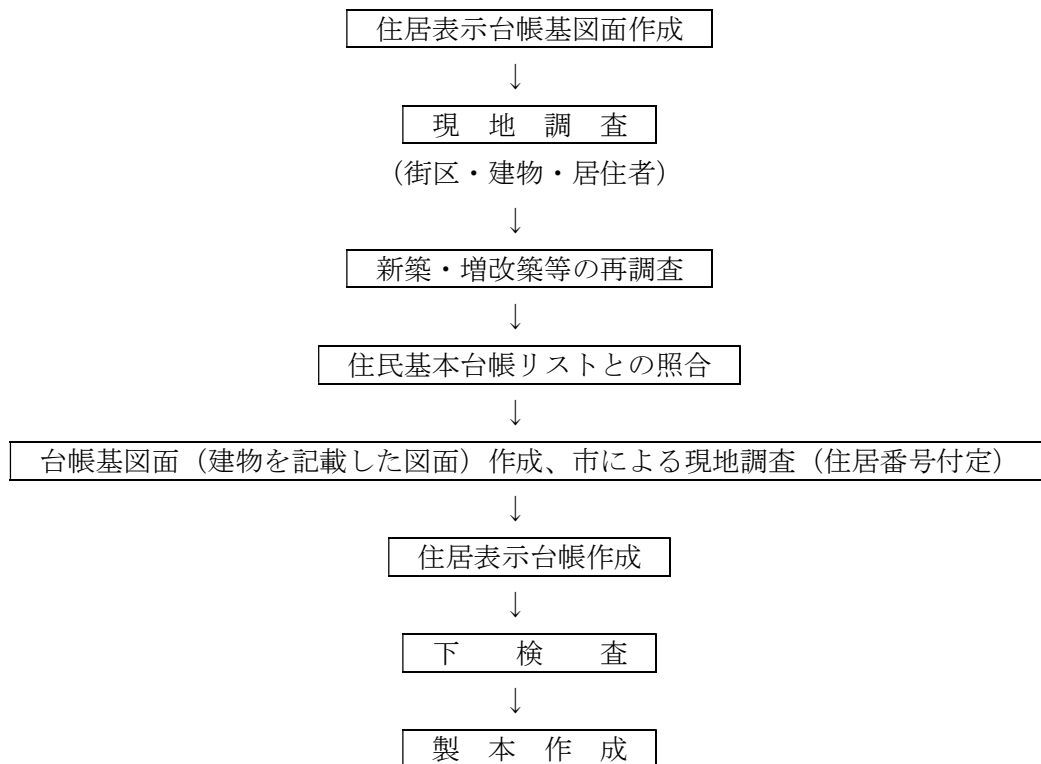 住居表示台帳基図面作成
↓
現 地 調 査
(街区・建物・居住者)
↓
新築・増改築等の再調査
↓
住民基本台帳リストとの照合
↓
台帳基図面（建物を記載した図面）作成、市による現地調査（住居番号付定）
↓
住居表示台帳作成
↓
下 検 査
↓
製 本 作 成